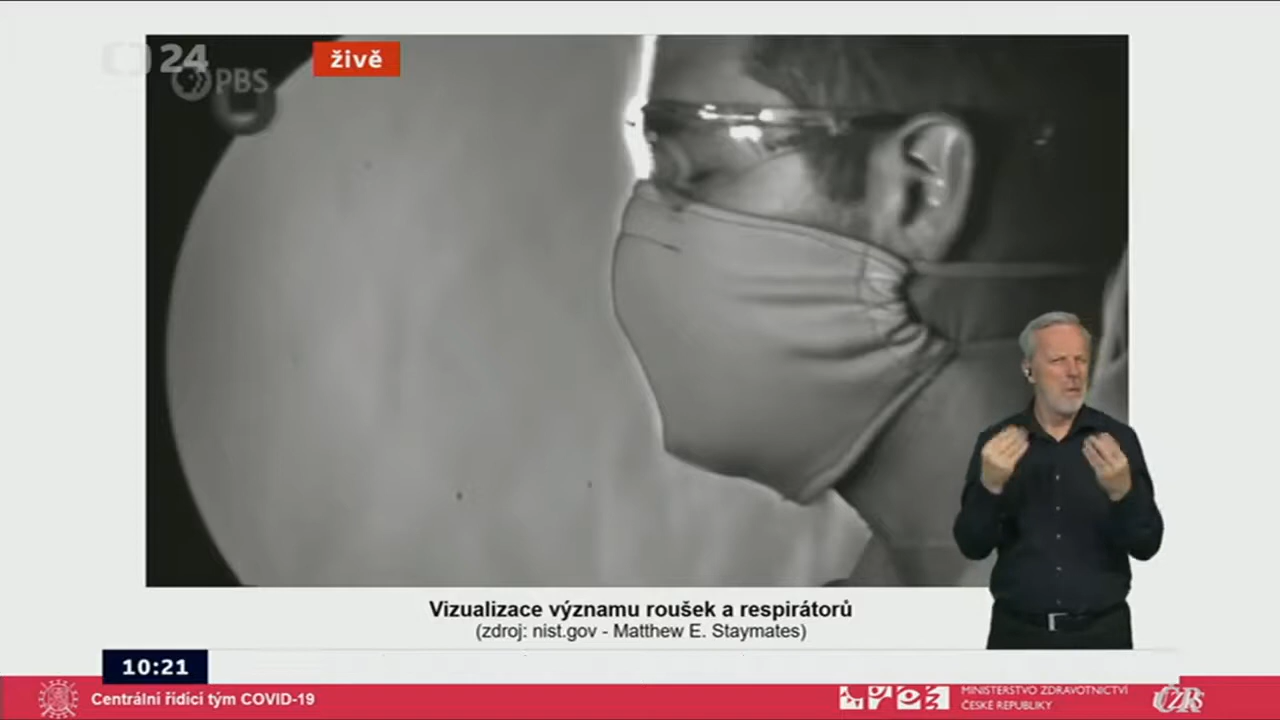 24
PBS
živě
Vizualizace významu roušek a respirátorů
(zdroj: nist.gov - Matthew E. Staymates)
10:21
Centrální řídicí tým COVID-19
MINISTERSTVO ZDRAVOTNICTVÍ
ČESKÉ REPUBLIKY